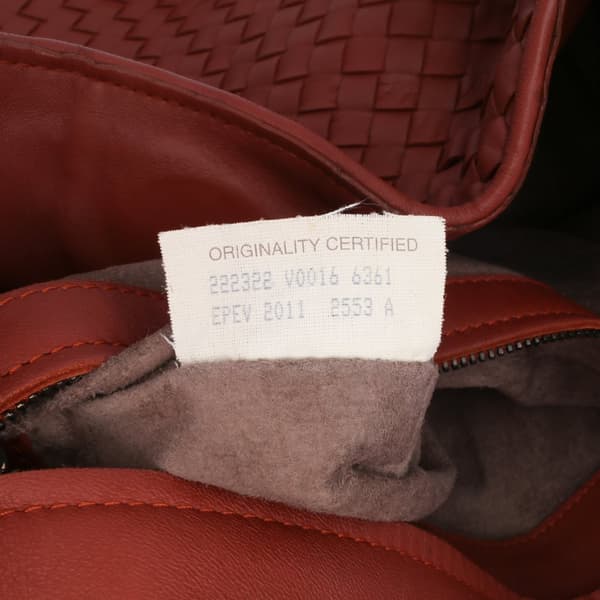 ORIGINALITY CERTIFIED
222322 V0016 6361
EPEV 2011 2553 A